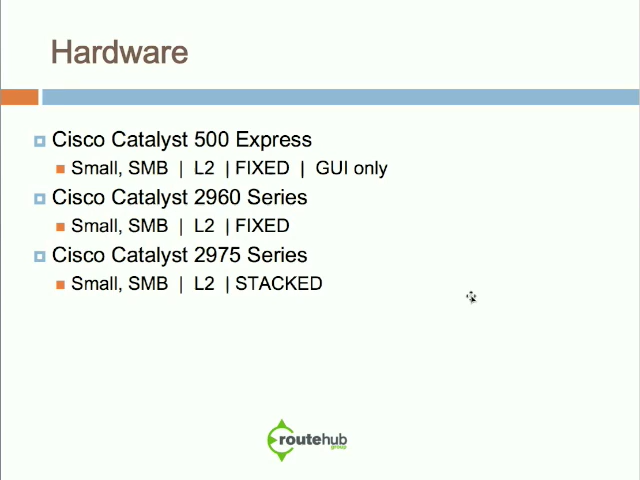 Hardware
Cisco Catalyst 500 Express
Small, SMB | L2 | FIXED | GUI only
Cisco Catalyst 2960 Series
Small, SMB | L2 | FIXED
Cisco Catalyst 2975 Series
Small, SMB | L2 | STACKED
routehub
group